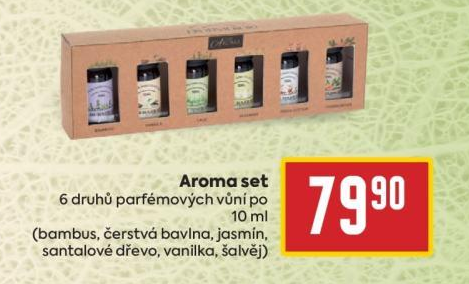 Aroma set
6 druhů parfémových vůní po
10 ml
(bambus, čerstvá bavlna, jasmín,
santalové dřevo, vanilka, šalvěj)
79 90